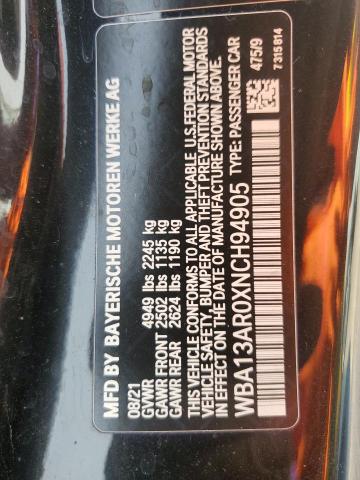 MFD BY BAYERISCHE MOTOREN WERKE AG
08/21
GVWR 4949 lbs 2245 kg
GAWR FRONT 2502 lbs 1135 kg
GAWR REAR 2624 lbs 1190 kg
THIS VEHICLE CONFORMS TO ALL APPLICABLE U.S.FEDERAL MOTOR
VEHICLE SAFETY, BUMPER AND THEFT PREVENTION STANDARDS
IN EFFECT ON THE DATE OF MANUFACTURE SHOWN ABOVE.
WBA13AR0XNCH94905 TYPE: PASSENGER CAR
475/9
7315814